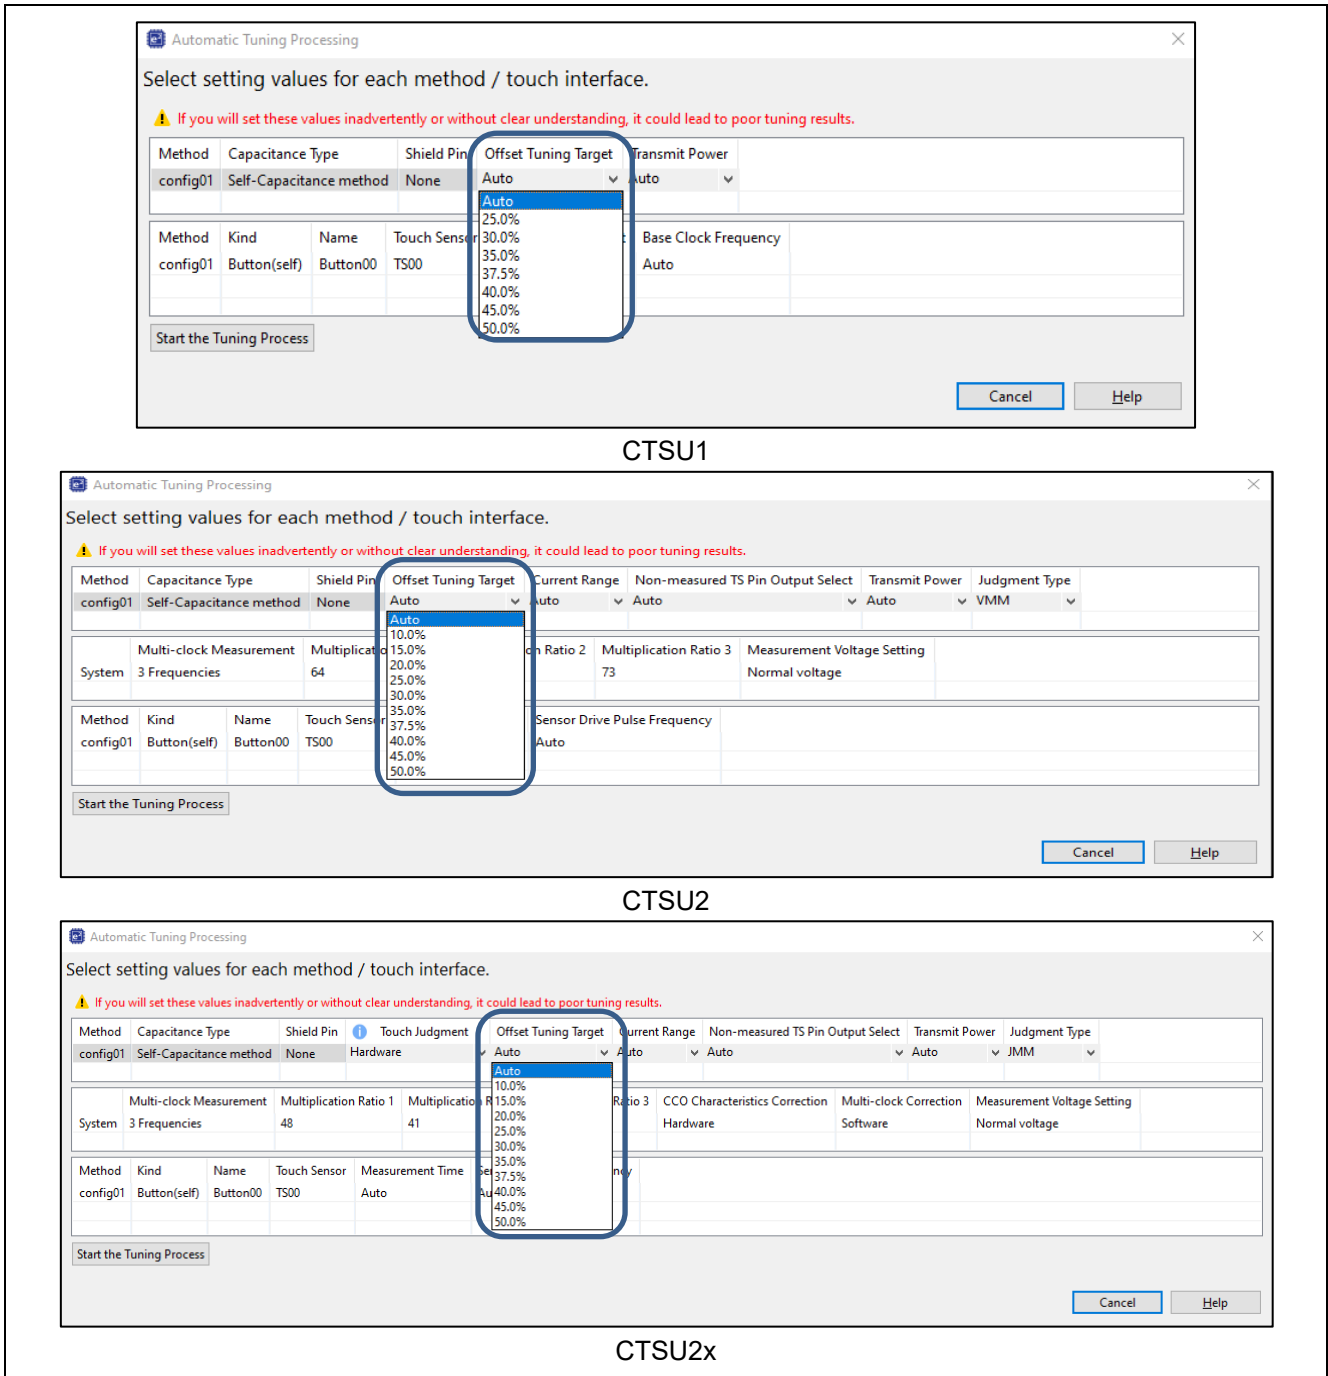 Automatic Tuning Processing
Select setting values for each method / touch interface.
If you will set these values inadvertently or without clear understanding, it could lead to poor tuning results.
Method Capacitance Type Shield Pin Offset Tuning Target Transmit Power
config01 Self-Capacitance method None Auto Auto
Auto
25.0%
Method Kind Name Touch Sensor 30.0% Base Clock Frequency
35.0%
config01 Button(self) Button00 TS00 Auto
37.5%
40.0%
45.0%
50.0%
Start the Tuning Process
Cancel Help
CTSU1
Automatic Tuning Processing
Select setting values for each method / touch interface.
If you will set these values inadvertently or without clear understanding, it could lead to poor tuning results.
Method Capacitance Type Shield Pin Offset Tuning Target Current Range Non-measured TS Pin Output Select Transmit Power Judgment Type
config01 Self-Capacitance method None Auto Auto Auto Auto VMM
Auto
10.0%
Multi-clock Measurement Multiplicatio 15.0% on Ratio 2 Multiplication Ratio 3 Measurement Voltage Setting
20.0%
System 3 Frequencies 64 73 Normal voltage
25.0%
30.0%
35.0%
Method Kind Name Touch Sensor Sensor Drive Pulse Frequency
37.5%
config01 Button(self) Button00 TS00 40.0% Auto
45.0%
50.0%
Start the Tuning Process
Cancel Help
CTSU2
Automatic Tuning Processing
Select setting values for each method / touch interface.
If you will set these values inadvertently or without clear understanding, it could lead to poor tuning results.
Method Capacitance Type Shield Pin Touch Judgment Offset Tuning Target Current Range Non-measured TS Pin Output Select Transmit Power Judgment Type
config01 Self-Capacitance method None Hardware Auto Auto Auto Auto JMM
Auto
10.0%
Multi-clock Measurement Multiplication Ratio 1 Multiplication R 15.0% Ratio 3 CCO Characteristics Correction Multi-clock Correction Measurement Voltage Setting
20.0%
System 3 Frequencies 48 41 Hardware Software Normal voltage
25.0%
30.0%
35.0%
Method Kind Name Touch Sensor Measurement Time Se ncy
37.5%
config01 Button(self) Button00 TS00 Auto Au 40.0%
45.0%
50.0%
Start the Tuning Process
Cancel Help
CTSU2x